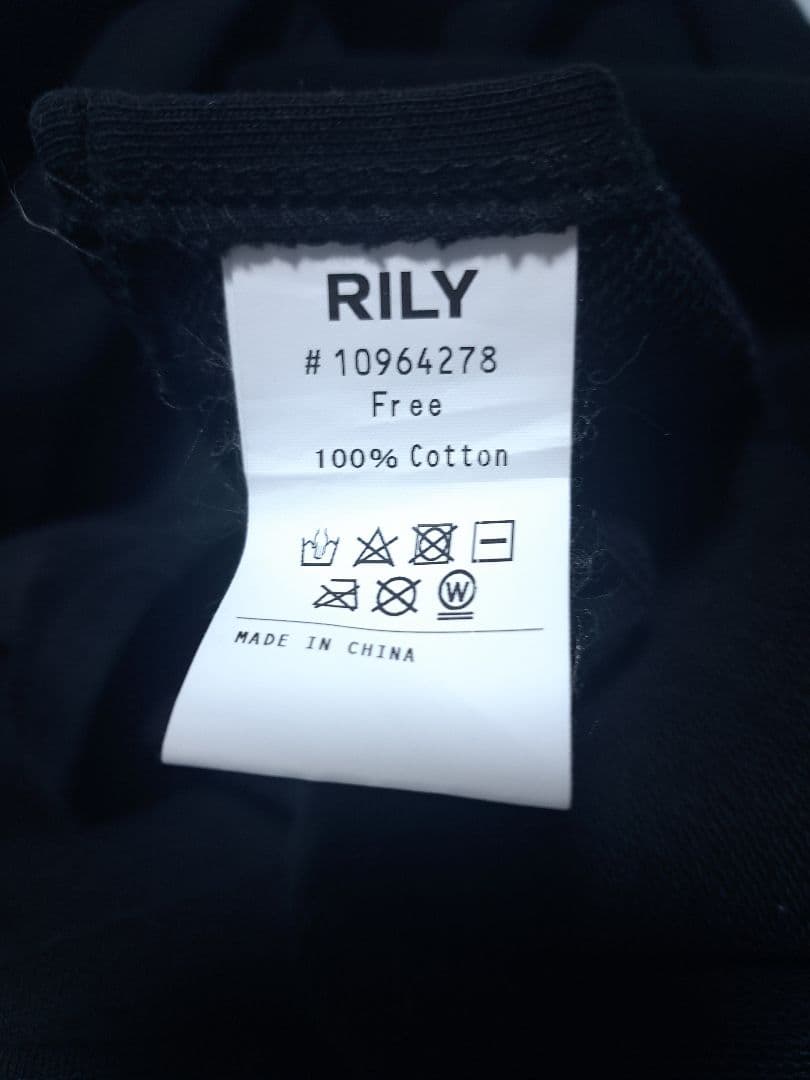 RILY
# 10964278
Free
100% Cotton
W
MADE IN CHINA